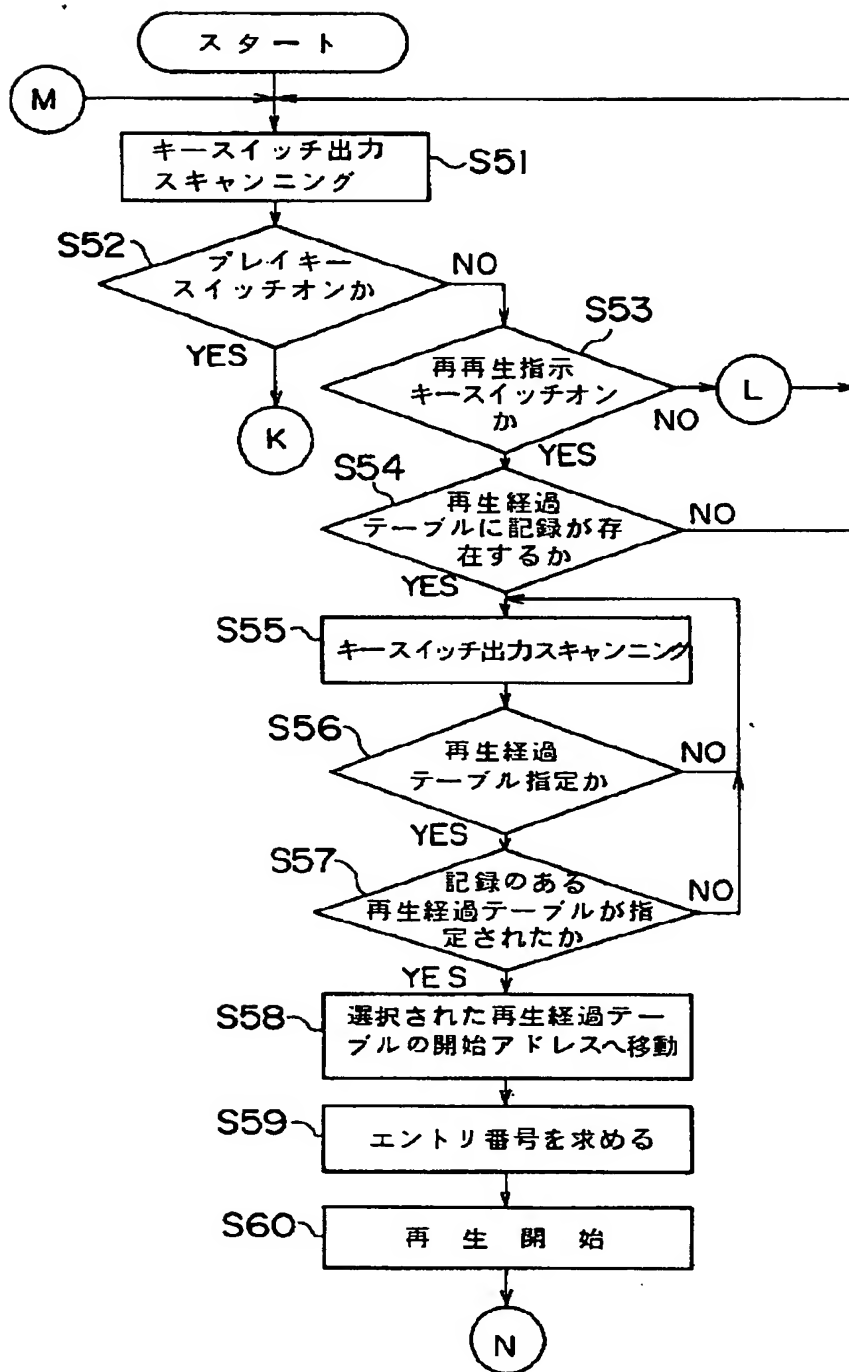 スタート
M
キースイッチ出力
スキャンニング
S51
S52
プレイキー
スイッチオンか
NO
YES
K
S53
再再生指示
キースイッチオン
か
NO
L
YES
S54
再生経過
テーブルに記録が存
在するか
NO
YES
S55
キースイッチ出力スキャンニング
S56
再生経過
テーブル指定か
NO
YES
S57
記録のある
再生経過テーブルが指
定されたか
NO
YES
S58
選択された再生経過テー
ブルの開始アドレスへ移動
S59
エントリ番号を求める
S60
再生開始
N